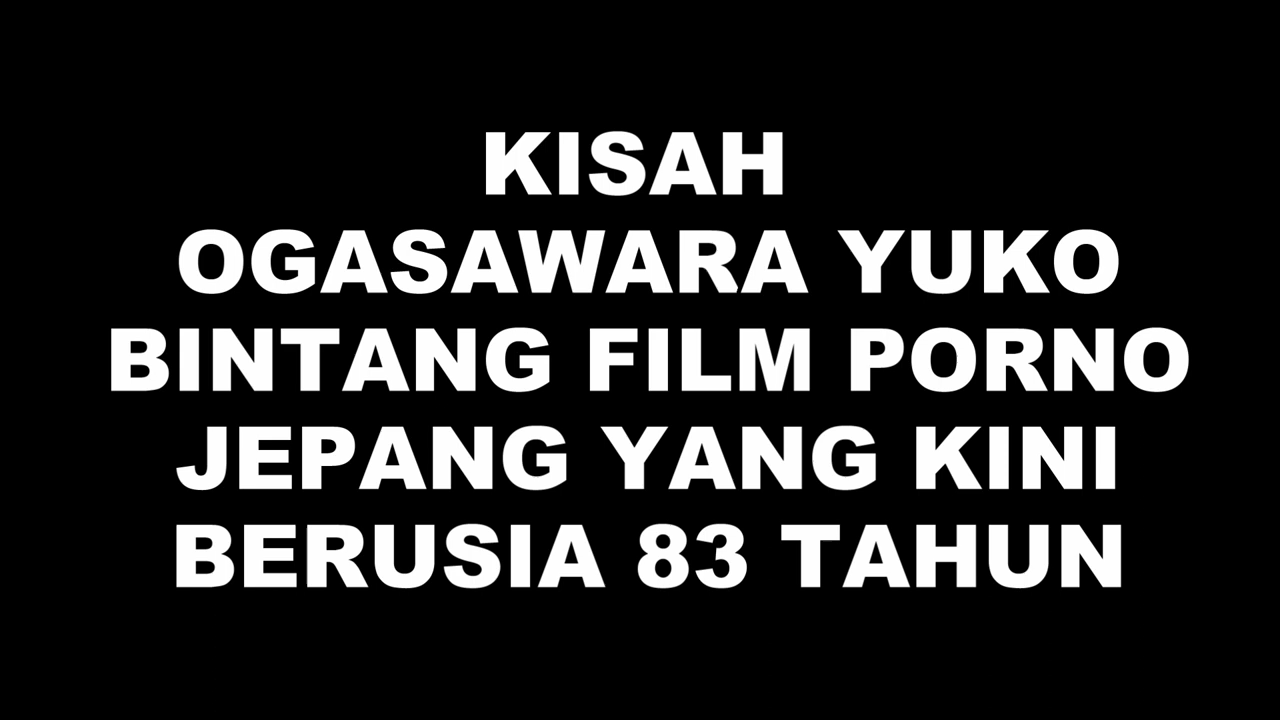 KISAH
OGASAWARA YUKO
BINTANG FILM PORNO
JEPANG YANG KINI
BERUSIA 83 TAHUN